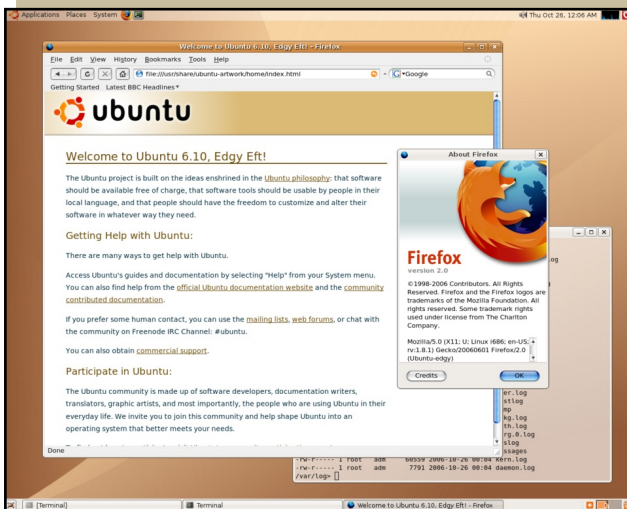 Applications Places System
Thu Oct 26, 12:06 AM
Welcome to Ubuntu 6.10, Edgy Eft! - Firefox
File Edit View History Bookmarks Tools Help
file:///usr/share/ubuntu-artwork/home/index.html
Google
Getting Started Latest BBC Headlines
ubuntu
Welcome to Ubuntu 6.10, Edgy Eft!
The Ubuntu project is built on the ideas enshrined in the Ubuntu philosophy: that software
should be available free of charge, that software tools should be usable by people in their
local language, and that people should have the freedom to customize and alter their
software in whatever way they need.
Getting Help with Ubuntu:
There are many ways to get help with Ubuntu.
Access Ubuntu's guides and documentation by selecting "Help" from your System menu.
You can also find help from the official Ubuntu documentation website and the community
contributed documentation.
If you prefer some human contact, you can use the mailing lists, web forums, or chat with
the community on Freenode IRC Channel: #ubuntu.
You can also obtain commercial support.
Participate in Ubuntu:
The Ubuntu community is made up of software developers, documentation writers,
translators, graphic artists, and most importantly, the people who are using Ubuntu in their
everyday life. We invite you to join this community and help shape Ubuntu into an
operating system that better meets your needs.
Done
About Firefox
Firefox
version 2.0
©1998-2006 Contributors. All Rights
Reserved. Firefox and the Firefox logos are
trademarks of the Mozilla Foundation. All
rights reserved. Some trademark rights
used under license from The Charlton
Company.
Mozilla/5.0 (X11; U; Linux i686; en-US;
rv:1.8.1) Gecko/20060601 Firefox/2.0
(Ubuntu-edgy)
Credits
OK
og
er.log
stlog
mp
kg.log
th.log
rg.0.log
slog
ssages
-rw-r----- 1 root adm 60559 2006-10-26 00:04 kern.log
-rw-r----- 1 root adm 7791 2006-10-26 00:04 daemon.log
/var/log>
[Terminal]
Terminal
Welcome to Ubuntu 6.10, Edgy Eft! - Firefox